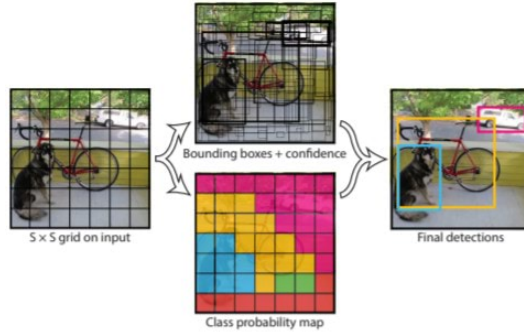 Bounding boxes + confidence
S × S grid on input
Final detections
Class probability map